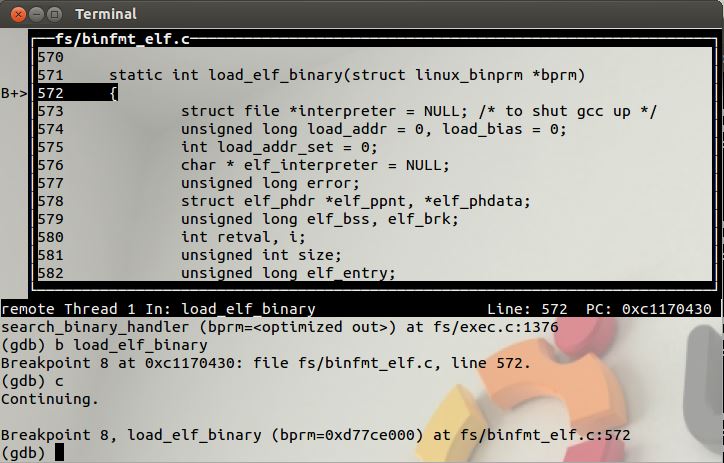 Terminal
fs/binfmt_elf.c
570
571 static int load_elf_binary(struct linux_binprm *bprm)
B+> 572 {
573 struct file *interpreter = NULL; /* to shut gcc up */
574 unsigned long load_addr = 0, load_bias = 0;
575 int load_addr_set = 0;
576 char * elf_interpreter = NULL;
577 unsigned long error;
578 struct elf_phdr *elf_ppnt, *elf_phdata;
579 unsigned long elf_bss, elf_brk;
580 int retval, i;
581 unsigned int size;
582 unsigned long elf_entry;
remote Thread 1 In: load_elf_binary Line: 572 PC: 0xc1170430
search_binary_handler (bprm=<optimized out>) at fs/exec.c:1376
(gdb) b load_elf_binary
Breakpoint 8 at 0xc1170430: file fs/binfmt_elf.c, line 572.
(gdb) c
Continuing.
Breakpoint 8, load_elf_binary (bprm=0xd77ce000) at fs/binfmt_elf.c:572
(gdb)